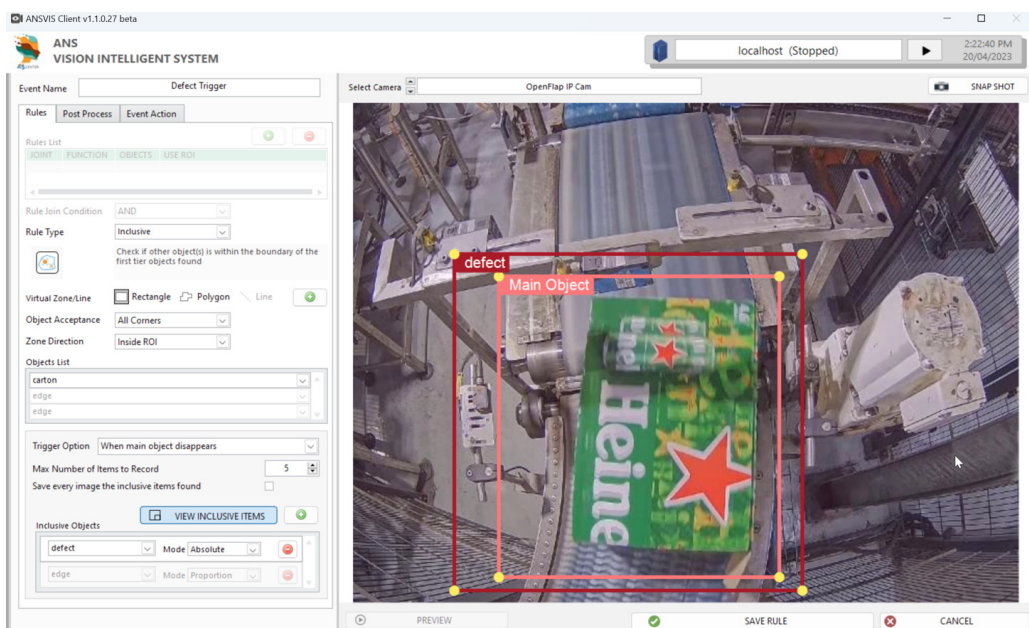 ANSVIS Client v1.1.0.27 beta
ANS
VISION INTELLIGENT SYSTEM
localhost (Stopped)
2:22:40 PM
20/04/2023
Event Name
Defect Trigger
Select Camera
OpenFlap IP Cam
SNAP SHOT
Rules
Post Process
Event Action
Rules List
JOINT FUNCTION OBJECTS USE ROI
Rule Join Condition
AND
Rule Type
Inclusive
Check if other object(s) is within the boundary of the
first tier objects found
Virtual Zone/Line
Rectangle
Polygon
Line
Object Acceptance
All Corners
Zone Direction
Inside ROI
Objects List
carton
edge
edge
Trigger Option
When main object disappears
Max Number of Items to Record
5
Save every image the inclusive items found
VIEW INCLUSIVE ITEMS
Inclusive Objects
defect
Mode Absolute
edge
Mode Proportion
defect
Main Object
Heine
PREVIEW
SAVE RULE
CANCEL